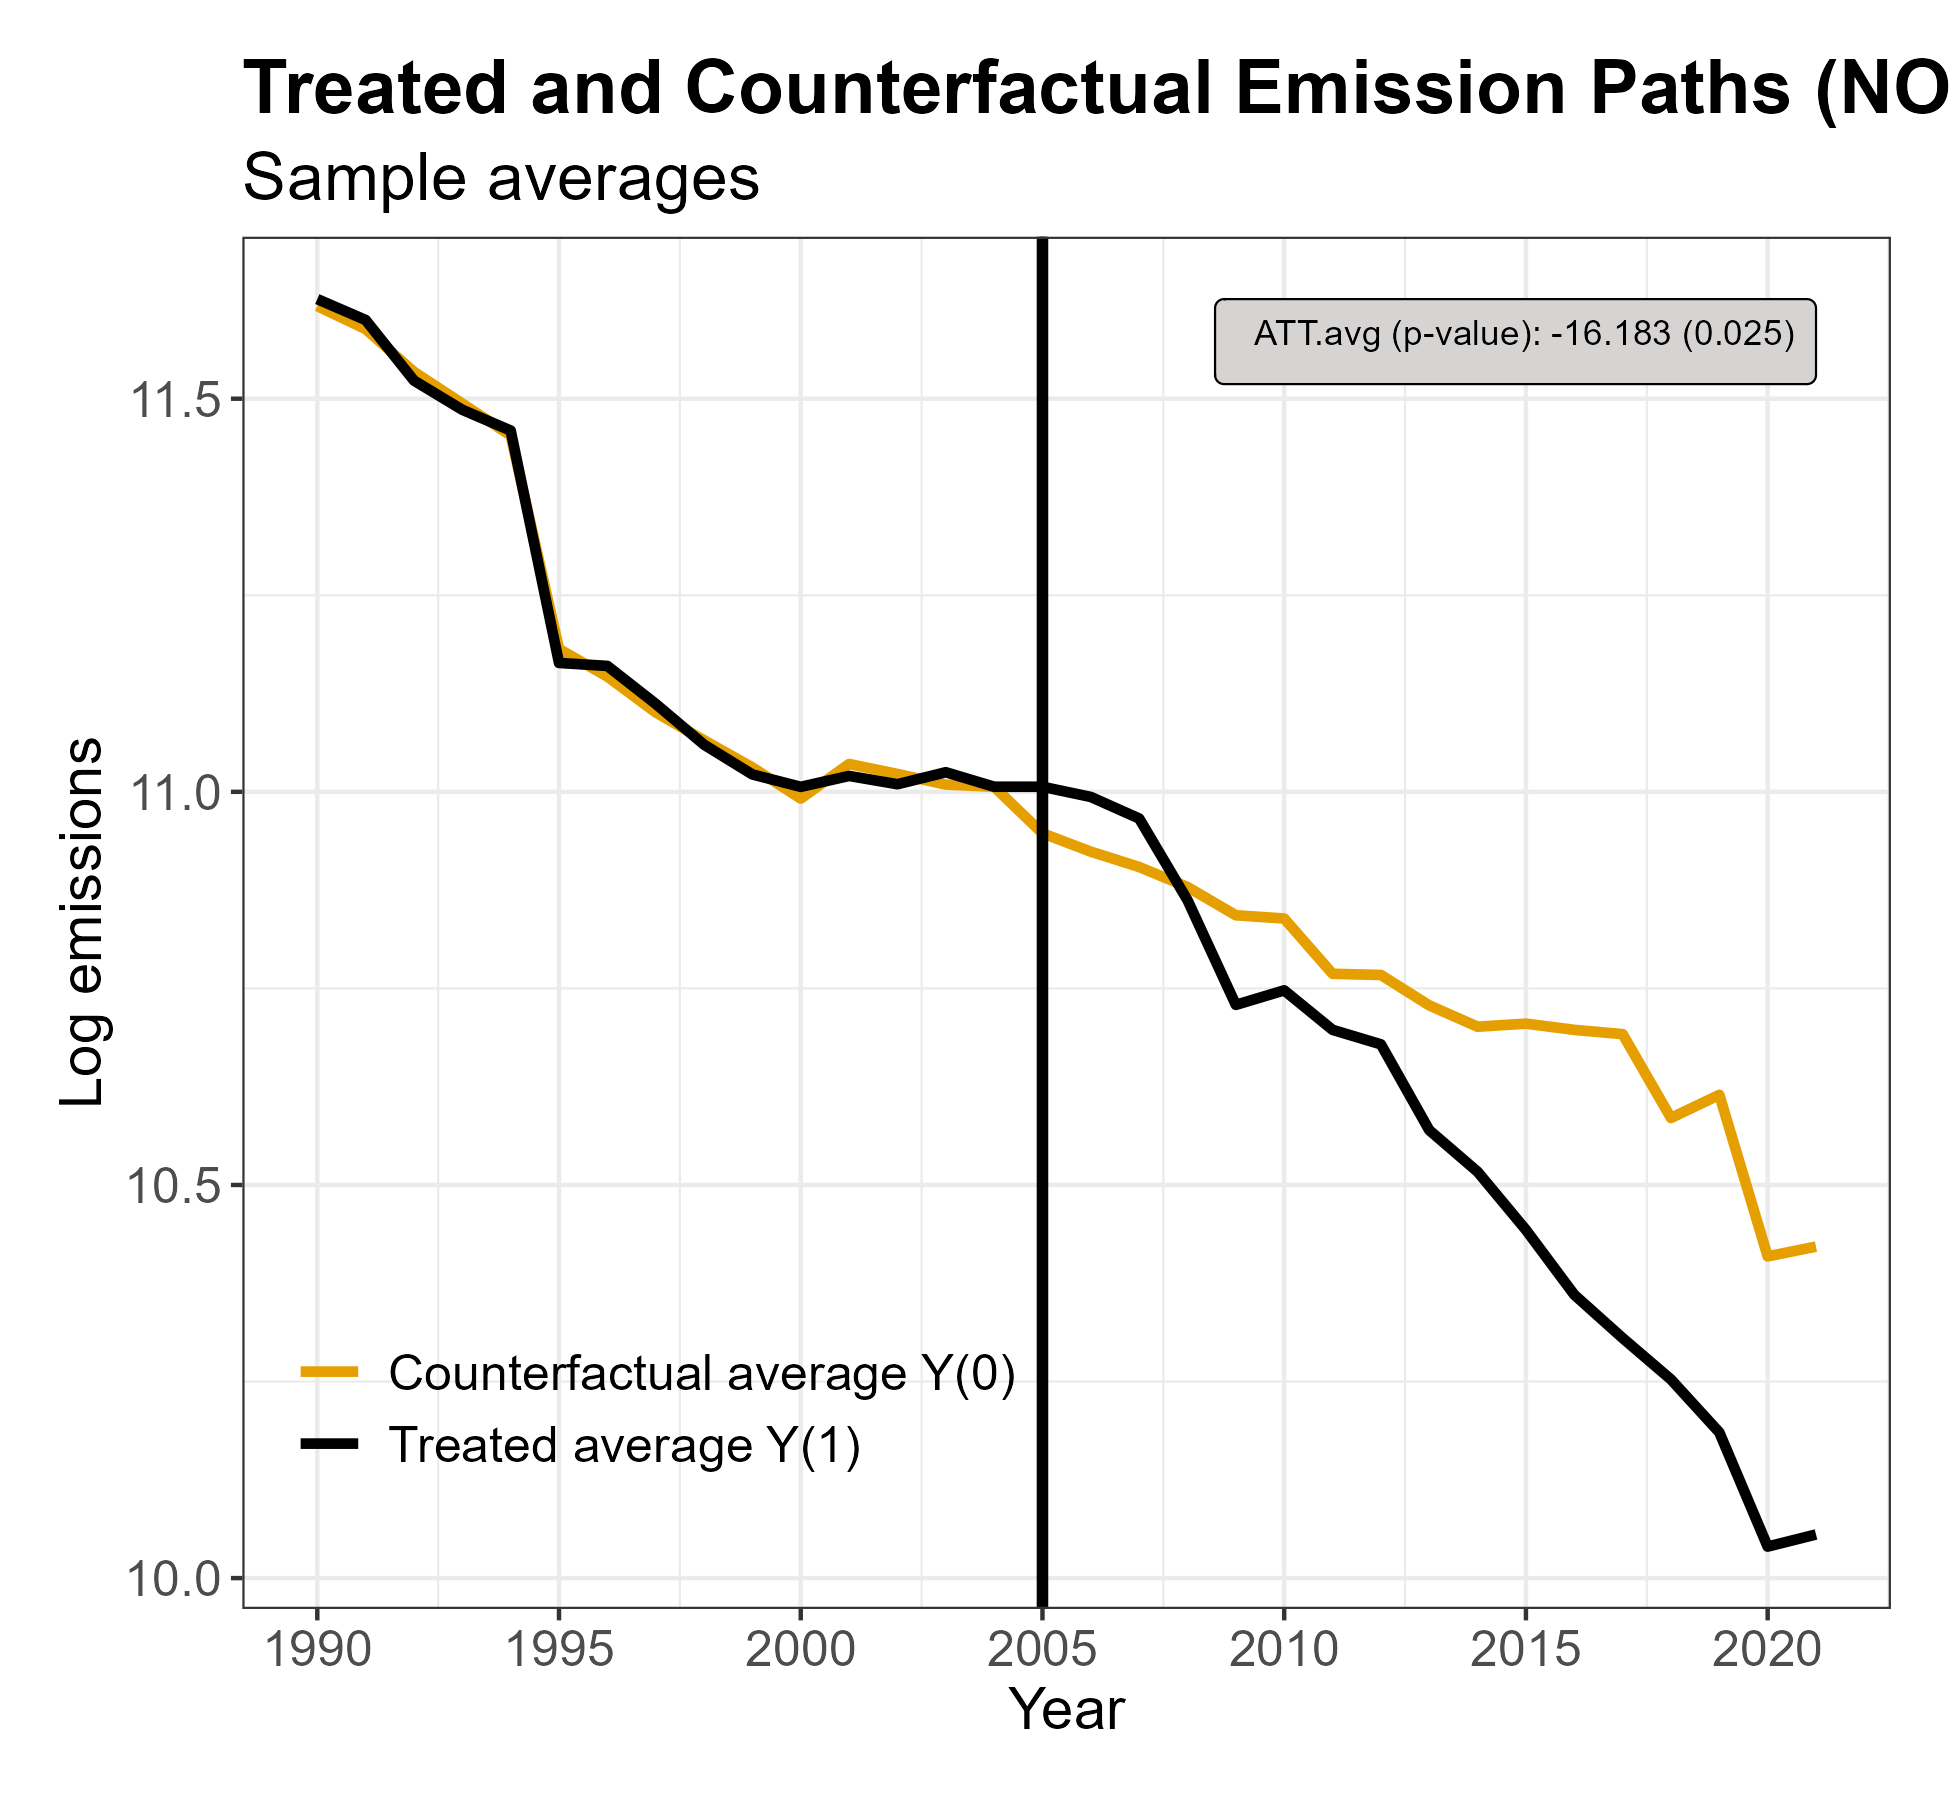 Treated and Counterfactual Emission Paths (NO
Sample averages
ATT.avg (p-value): -16.183 (0.025)
Log emissions
11.5
11.0
10.5
10.0
Counterfactual average Y(0)
Treated average Y(1)
1990 1995 2000 2005 2010 2015 2020
Year